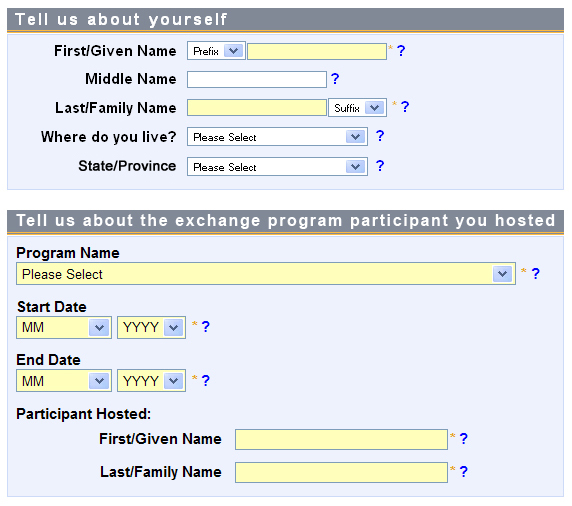 Tell us about yourself
First/Given Name Prefix * ?
Middle Name ?
Last/Family Name Suffix * ?
Where do you live? Please Select ?
State/Province Please Select ?
Tell us about the exchange program participant you hosted
Program Name
Please Select * ?
Start Date
MM YYYY * ?
End Date
MM YYYY * ?
Participant Hosted:
First/Given Name * ?
Last/Family Name * ?